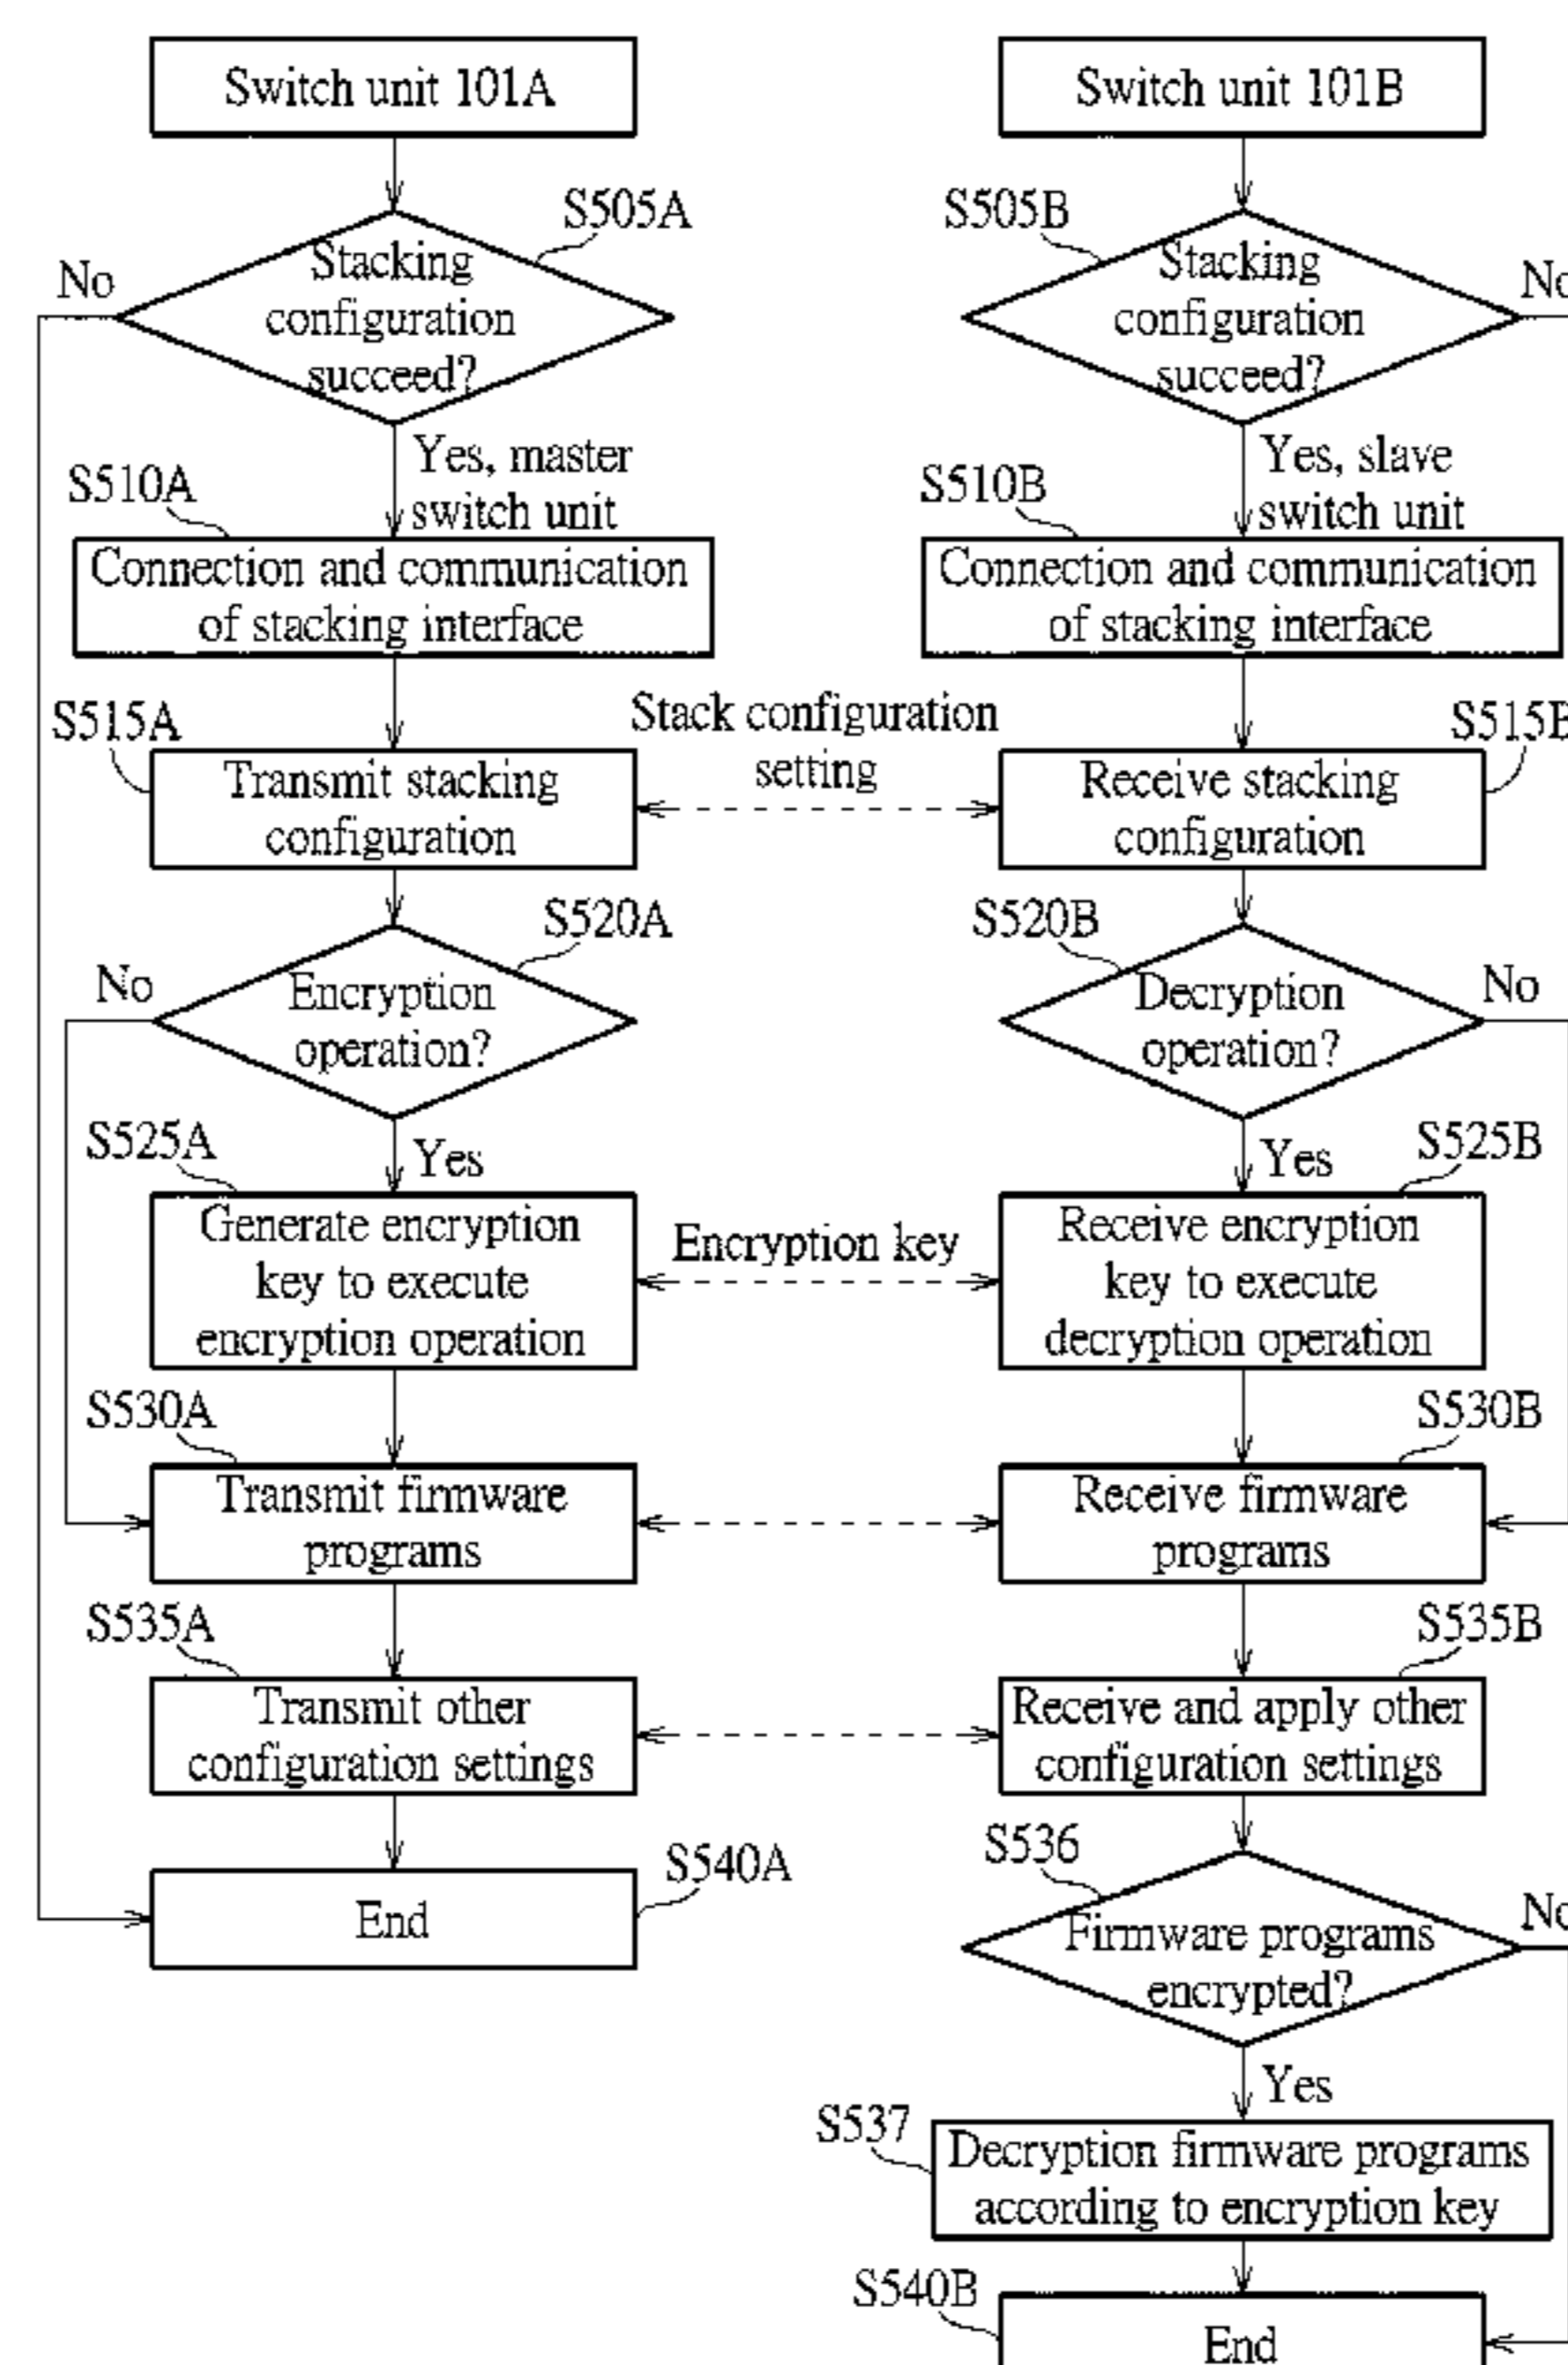 Switch unit 101A
S505A
No
Stacking
configuration
succeed?
Yes, master
switch unit
S510A
Connection and communication
of stacking interface
S515A
Transmit stacking
configuration
S520A
No
Encryption
operation?
Yes
S525A
Generate encryption
key to execute
encryption operation
S530A
Transmit firmware
programs
S535A
Transmit other
configuration settings
S540A
End
Stack configuration
setting
Encryption key
Switch unit 101B
S505B
No
Stacking
configuration
succeed?
Yes, slave
switch unit
S510B
Connection and communication
of stacking interface
S515B
Receive stacking
configuration
S520B
No
Decryption
operation?
Yes
S525B
Receive encryption
key to execute
decryption operation
S530B
Receive firmware
programs
S535B
Receive and apply other
configuration settings
S536
No
Firmware programs
encrypted?
Yes
S537
Decryption firmware programs
according to encryption key
S540B
End